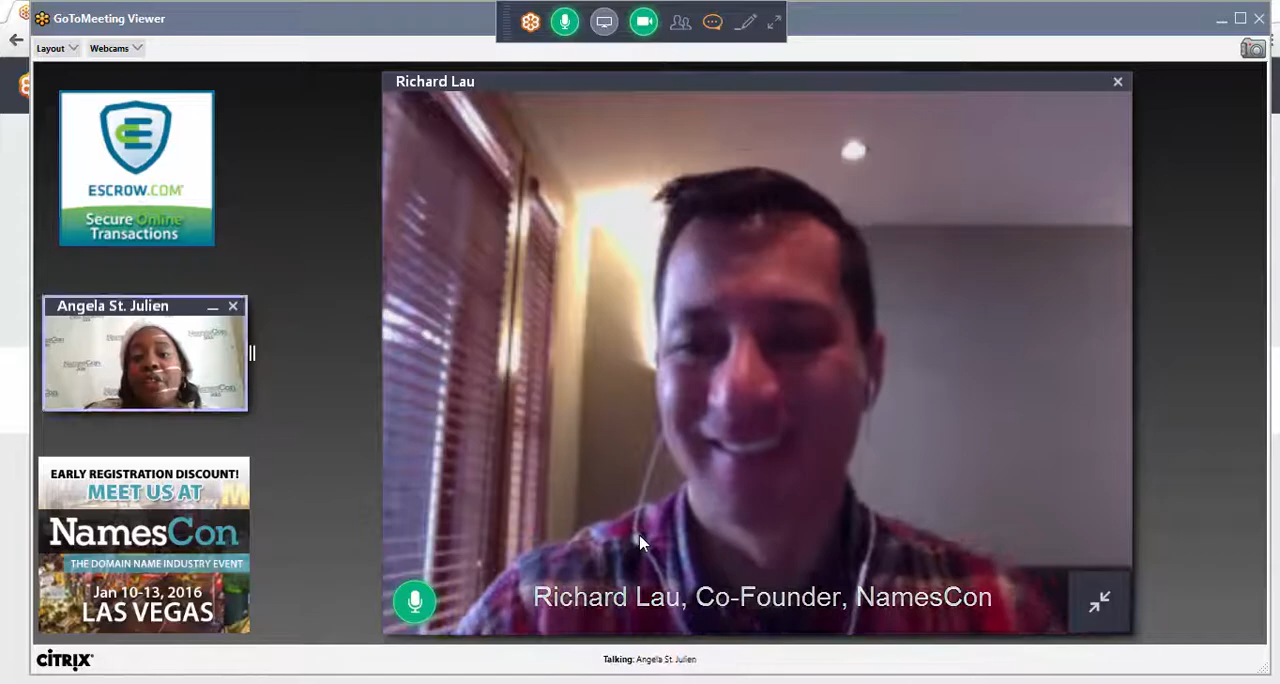 GoToMeeting Viewer
Layout
Webcams
ESCROW.COM®
Secure Online
Transactions
Richard Lau
Angela St. Julien
EARLY REGISTRATION DISCOUNT!
MEET US AT
NamesCon
THE DOMAIN NAME INDUSTRY EVENT
Jan 10-13, 2016
LAS VEGAS
Richard Lau, Co-Founder, NamesCon
CİTRIX®
Talking: Angela St. Julien